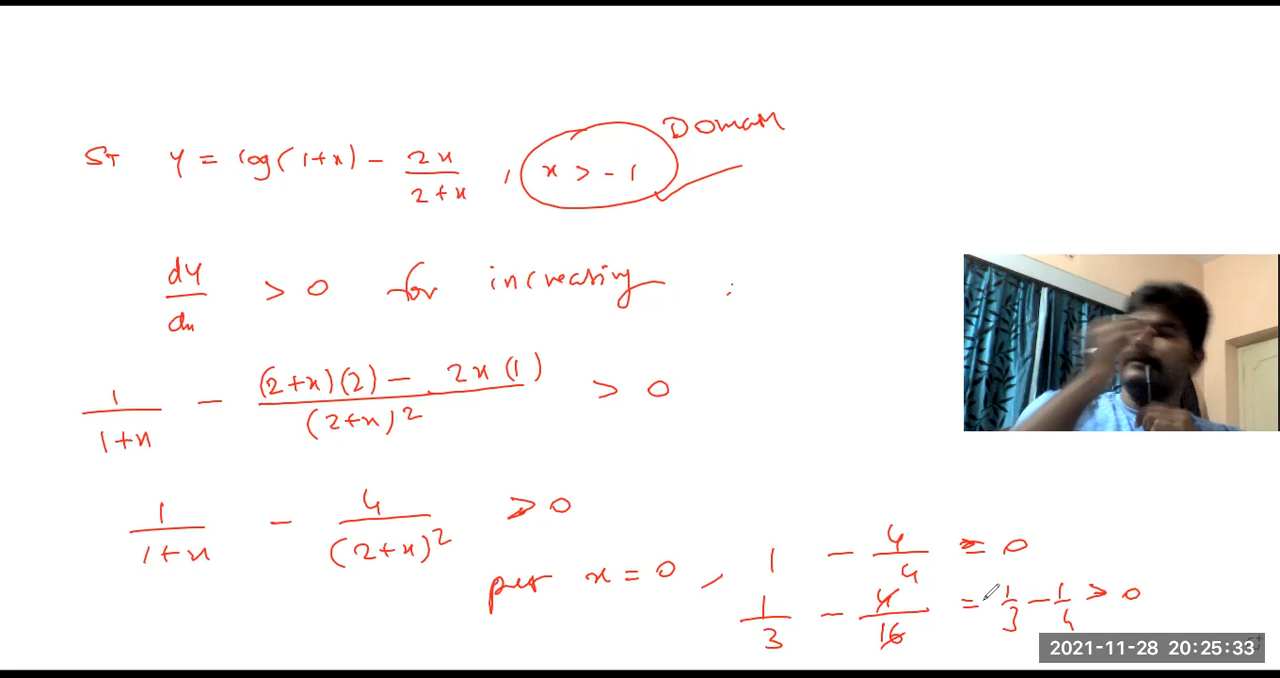 ST y = log(1+x) - 2x/(2+x) , x > -1 Domain
dy/dx > 0 for increasing :
1/(1+x) - ((2+x)(2) - 2x(1))/(2+x)^2 > 0
1/(1+x) - 4/(2+x)^2 > 0
put x = 0 , 1 - 4/4 = 0
1/3 - 4/16 = 1/3 - 1/4 > 0
2021-11-28 20:25:33